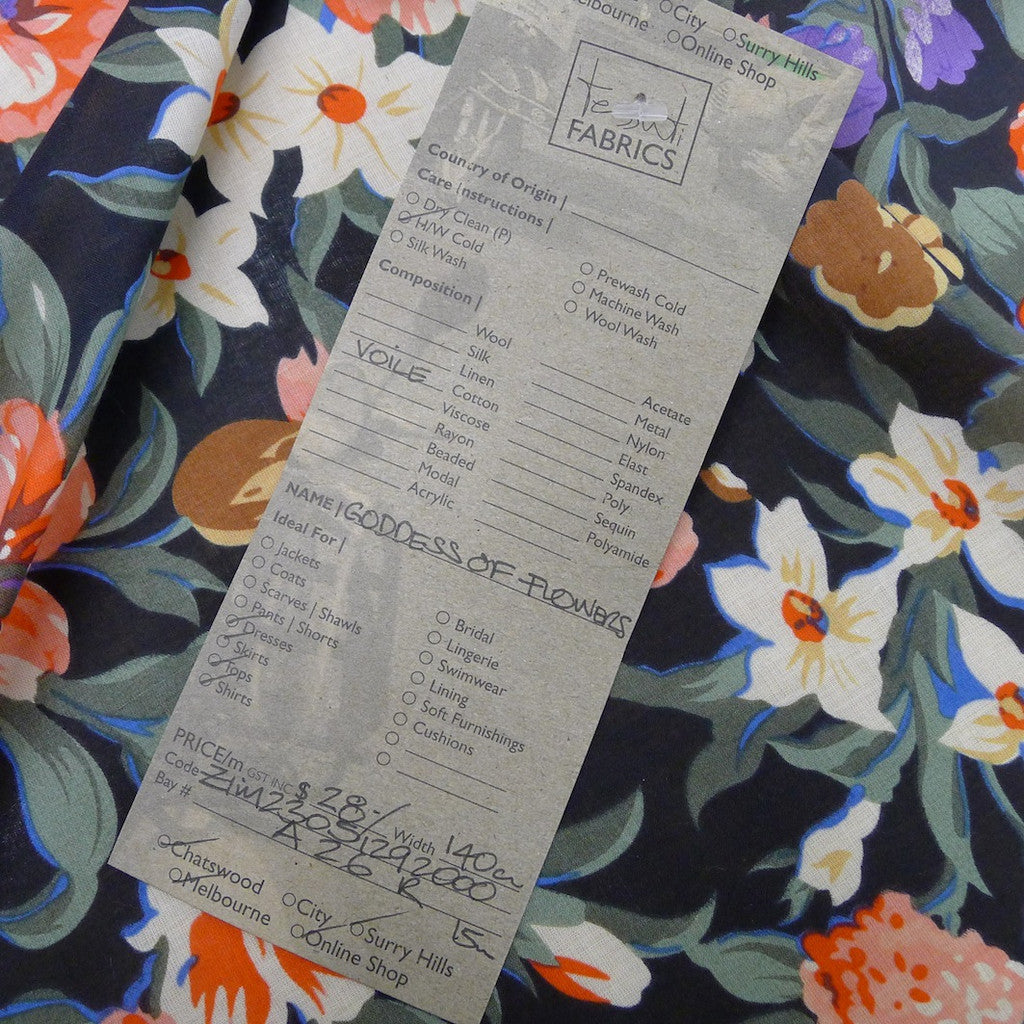 City
Melbourne
Surry Hills
Online Shop
Tessuti
FABRICS
Country of Origin |
Care Instructions |
Dry Clean (P)
H/W Cold
Silk Wash
Prewash Cold
Machine Wash
Wool Wash
Composition |
Wool
Silk
Linen
VOILE Cotton
Viscose
Rayon
Beaded
Modal
Acrylic
Acetate
Metal
Nylon
Elast
Spandex
Poly
Sequin
Polyamide
NAME | GODDESS OF FLOWERS
Ideal For |
Jackets
Coats
Scarves | Shawls
Pants | Shorts
Dresses
Skirts
Tops
Shirts
Bridal
Lingerie
Swimwear
Lining
Soft Furnishings
Cushions
PRICE/m GST INC $ 28-/ Width 140cm
Code
Bay # A 26 R
15m
Chatswood
City
Surry Hills
Melbourne
Online Shop